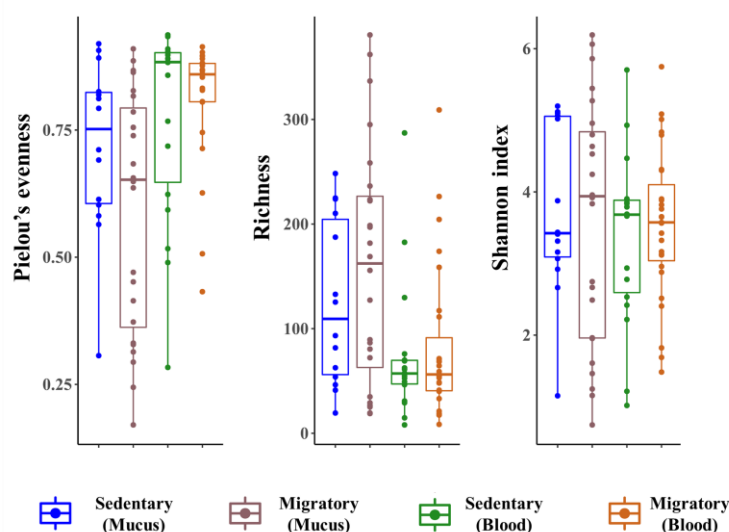 Pielou's evenness
0.75
0.50
0.25
Richness
300
200
100
0
Shannon index
6
4
2
Sedentary
(Mucus)
Migratory
(Mucus)
Sedentary
(Blood)
Migratory
(Blood)